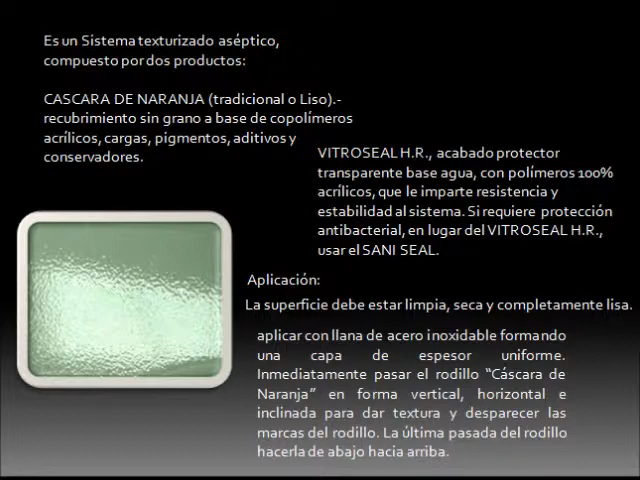 Es un Sistema texturizado aséptico,
compuesto por dos productos:
CASCARA DE NARANJA (tradicional o Liso).-
recubrimiento sin grano a base de copolímeros
acrílicos, cargas, pigmentos, aditivos y
conservadores.
VITROSEAL H.R., acabado protector
transparente base agua, con polímeros 100%
acrílicos, que le imparte resistencia y
estabilidad al sistema. Si requiere protección
antibacterial, en lugar del VITROSEAL H.R.,
usar el SANI SEAL.
Aplicación:
La superficie debe estar limpia, seca y completamente lisa.
aplicar con llana de acero inoxidable formando
una capa de espesor uniforme.
Inmediatamente pasar el rodillo “Cáscara de
Naranja” en forma vertical, horizontal e
inclinada para dar textura y desparecer las
marcas del rodillo. La última pasada del rodillo
hacerla de abajo hacia arriba.